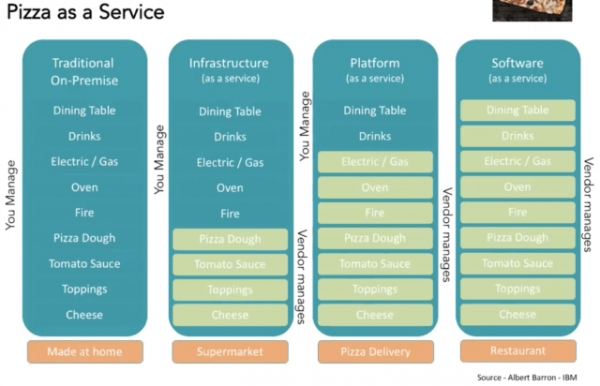 Pizza as a Service
Traditional
On-Premise
Dining Table
Drinks
Electric / Gas
Oven
Fire
Pizza Dough
Tomato Sauce
Toppings
Cheese
Made at home
You Manage
Infrastructure
(as a service)
Dining Table
Drinks
Electric / Gas
Oven
Fire
Pizza Dough
Tomato Sauce
Toppings
Cheese
Supermarket
You Manage
Vendor manages
Platform
(as a service)
Dining Table
Drinks
Electric / Gas
Oven
Fire
Pizza Dough
Tomato Sauce
Toppings
Cheese
Pizza Delivery
You Manage
Vendor manages
Software
(as a service)
Dining Table
Drinks
Electric / Gas
Oven
Fire
Pizza Dough
Tomato Sauce
Toppings
Cheese
Restaurant
Vendor manages
Source - Albert Barron - IBM